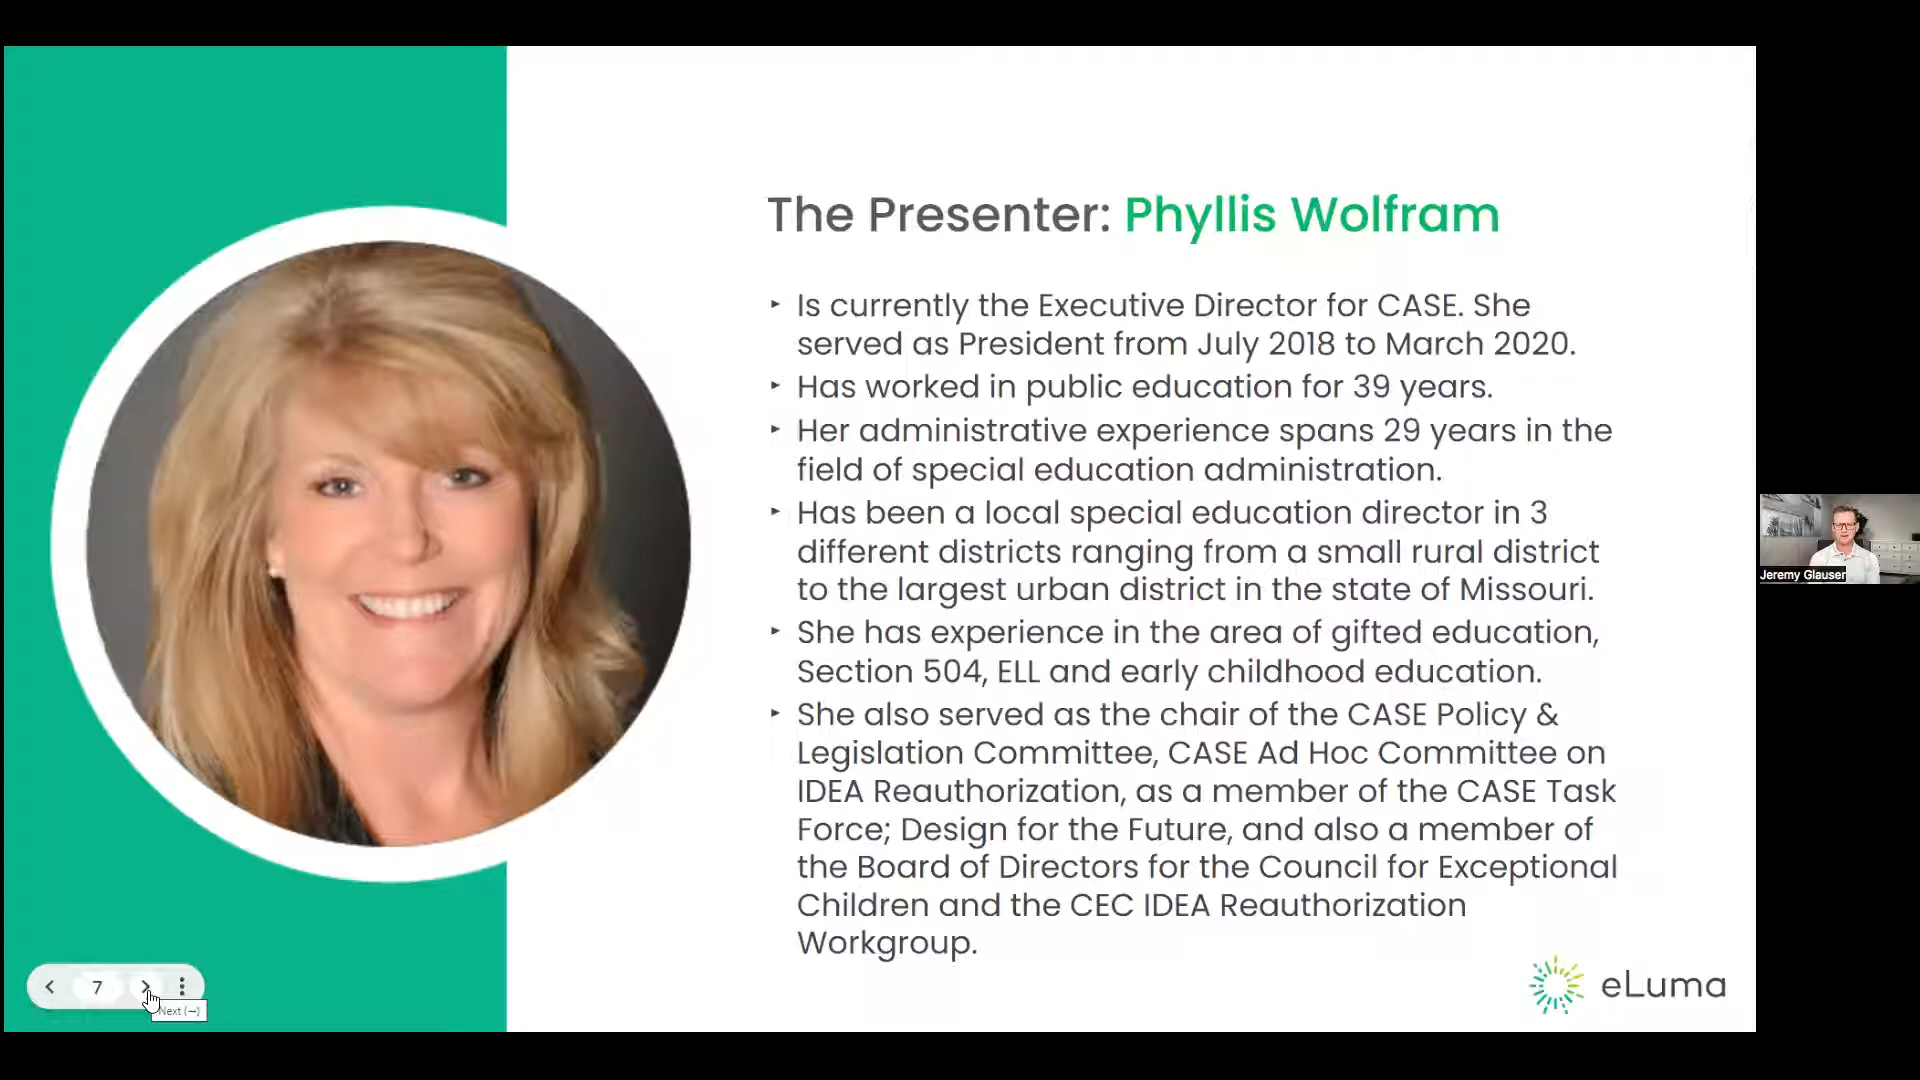 The Presenter: Phyllis Wolfram
‣ Is currently the Executive Director for CASE. She
served as President from July 2018 to March 2020.
‣ Has worked in public education for 39 years.
‣ Her administrative experience spans 29 years in the
field of special education administration.
‣ Has been a local special education director in 3
different districts ranging from a small rural district
to the largest urban district in the state of Missouri.
‣ She has experience in the area of gifted education,
Section 504, ELL and early childhood education.
‣ She also served as the chair of the CASE Policy &
Legislation Committee, CASE Ad Hoc Committee on
IDEA Reauthorization, as a member of the CASE Task
Force; Design for the Future, and also a member of
the Board of Directors for the Council for Exceptional
Children and the CEC IDEA Reauthorization
Workgroup.
eLuma
7
Next (→)
Jeremy Glauser